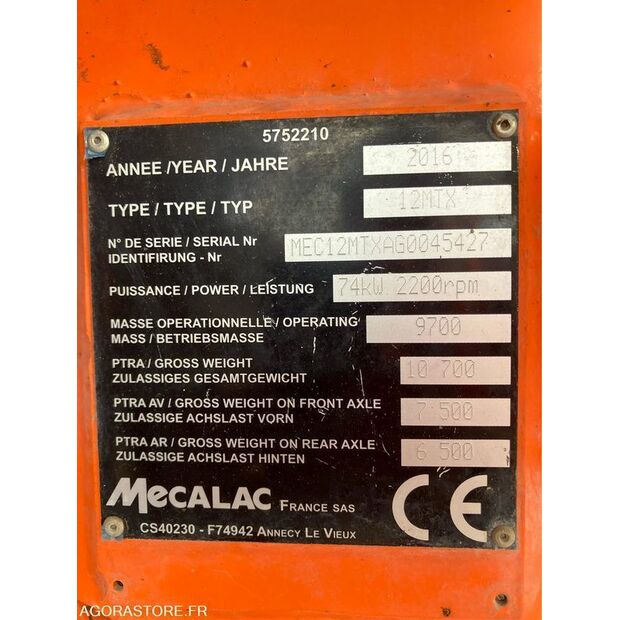 5752210
ANNEE /YEAR / JAHRE 2016
TYPE / TYPE / TYP 12MTX
N° DE SERIE / SERIAL Nr MEC12MTXAG0045427
IDENTIFIRUNG - Nr
PUISSANCE / POWER / LEISTUNG 74kW 2200rpm
MASSE OPERATIONNELLE / OPERATING 9700
MASS / BETRIEBSMASSE
PTRA / GROSS WEIGHT 10 700
ZULASSIGES GESAMTGEWICHT
PTRA AV / GROSS WEIGHT ON FRONT AXLE 7 500
ZULASSIGE ACHSLAST VORN
PTRA AR / GROSS WEIGHT ON REAR AXLE 6 500
ZULASSIGE ACHSLAST HINTEN
MeCALAC FRANCE SAS CE
CS40230 - F74942 ANNECY LE VIEUX
AGORASTORE.FR